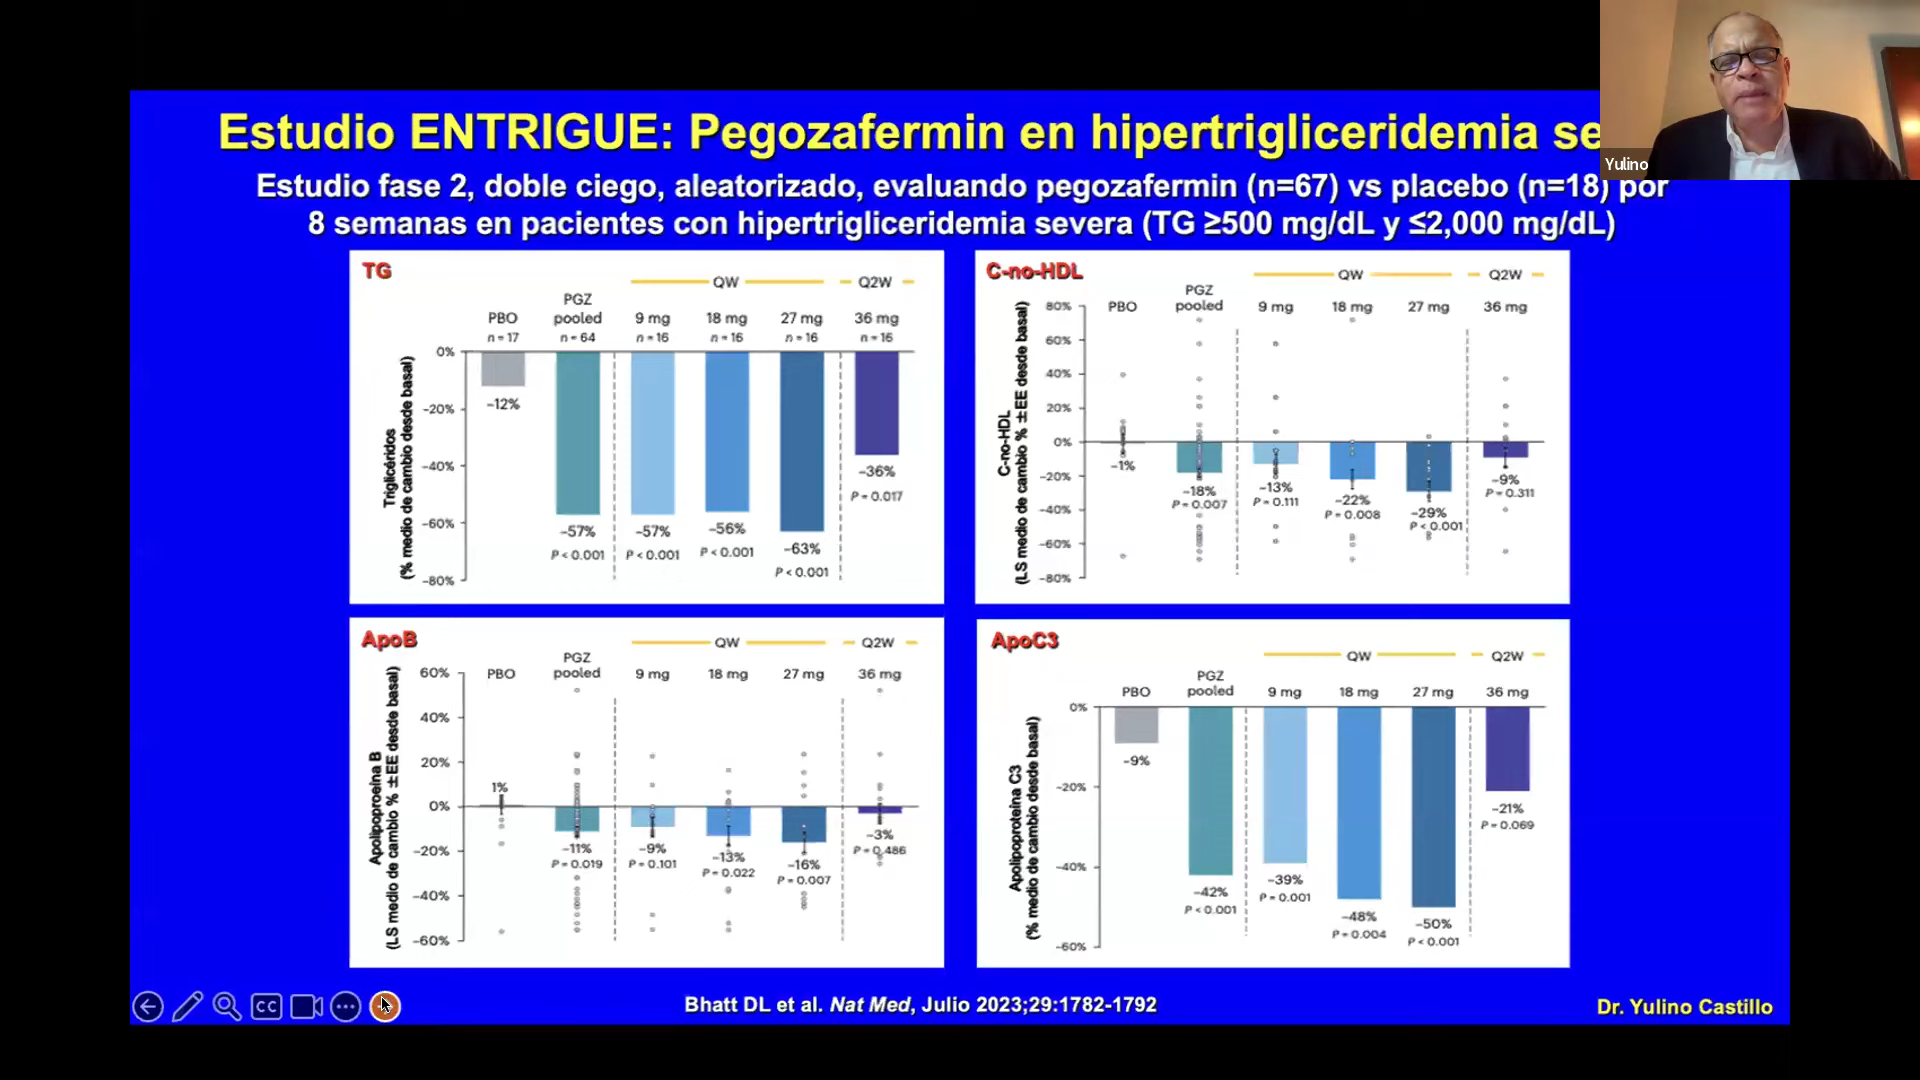 Estudio ENTRIGUE: Pegozafermin en hipertrigliceridemia se
Yulino
Estudio fase 2, doble ciego, aleatorizado, evaluando pegozafermin (n=67) vs placebo (n=18) por
8 semanas en pacientes con hipertrigliceridemia severa (TG ≥500 mg/dL y ≤2,000 mg/dL)
TG
QW
Q2W
PBO
n = 17
PGZ
pooled
n = 64
9 mg
n = 16
18 mg
n = 16
27 mg
n = 16
36 mg
n = 16
Triglicéridos
(% medio de cambio desde basal)
0%
−20%
−40%
−60%
−80%
−12%
−57%
P < 0.001
−57%
P < 0.001
−56%
P < 0.001
−63%
P < 0.001
−36%
P = 0.017
C-no-HDL
QW
Q2W
PBO
PGZ
pooled
9 mg
18 mg
27 mg
36 mg
C-no-HDL
(LS medio de cambio % ±EE desde basal)
80%
60%
40%
20%
0%
−20%
−40%
−60%
−80%
−1%
−18%
P = 0.007
−13%
P = 0.111
−22%
P = 0.008
−29%
P < 0.001
−9%
P = 0.311
ApoB
QW
Q2W
PBO
PGZ
pooled
9 mg
18 mg
27 mg
36 mg
Apolipoproeína B
(LS medio de cambio % ±EE desde basal)
60%
40%
20%
0%
−20%
−40%
−60%
1%
−11%
P = 0.019
−9%
P = 0.101
−13%
P = 0.022
−16%
P = 0.007
−3%
P = 0.486
ApoC3
QW
Q2W
PBO
PGZ
pooled
9 mg
18 mg
27 mg
36 mg
Apolipoproteína C3
(% medio de cambio desde basal)
0%
−20%
−40%
−60%
−9%
−42%
P < 0.001
−39%
P = 0.001
−48%
P = 0.004
−50%
P < 0.001
−21%
P = 0.069
CC
Bhatt DL et al. Nat Med, Julio 2023;29:1782-1792
Dr. Yulino Castillo